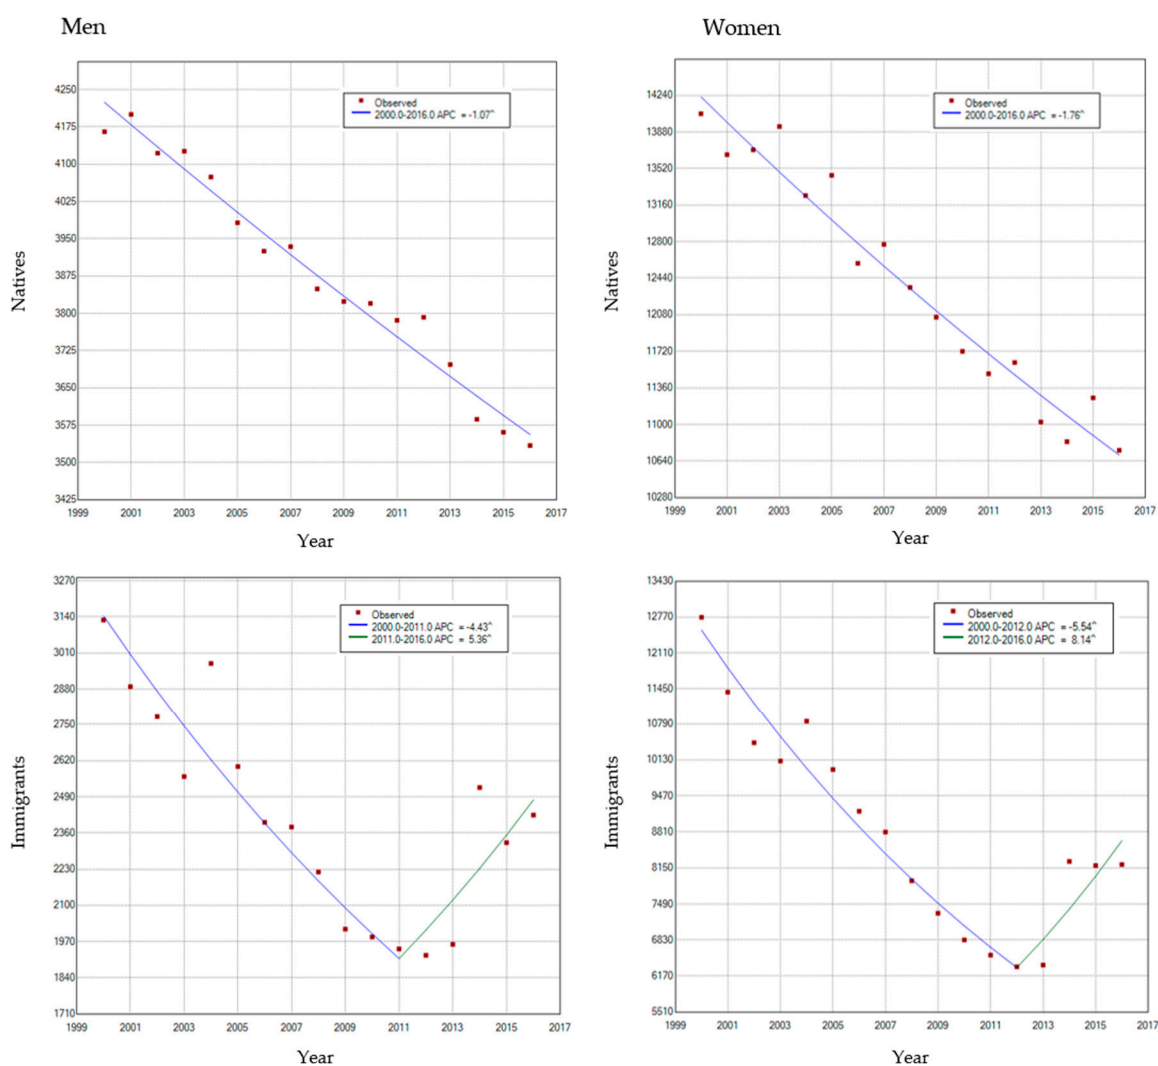 Men
Women
4250
4175
4100
4025
3950
3875
3800
3725
3650
3575
3500
3425
Natives
Observed
2000.0-2016.0 APC = -1.07^
1999 2001 2003 2005 2007 2009 2011 2013 2015 2017
Year
14240
13880
13520
13160
12800
12440
12080
11720
11360
11000
10640
10280
Natives
Observed
2000.0-2016.0 APC = -1.76^
1999 2001 2003 2005 2007 2009 2011 2013 2015 2017
Year
3270
3140
3010
2880
2750
2620
2490
2360
2230
2100
1970
1840
1710
Immigrants
Observed
2000.0-2011.0 APC = -4.43^
2011.0-2016.0 APC = 5.36^
1999 2001 2003 2005 2007 2009 2011 2013 2015 2017
Year
13430
12770
12110
11450
10790
10130
9470
8810
8150
7490
6830
6170
5510
Immigrants
Observed
2000.0-2012.0 APC = -5.54^
2012.0-2016.0 APC = 8.14^
1999 2001 2003 2005 2007 2009 2011 2013 2015 2017
Year